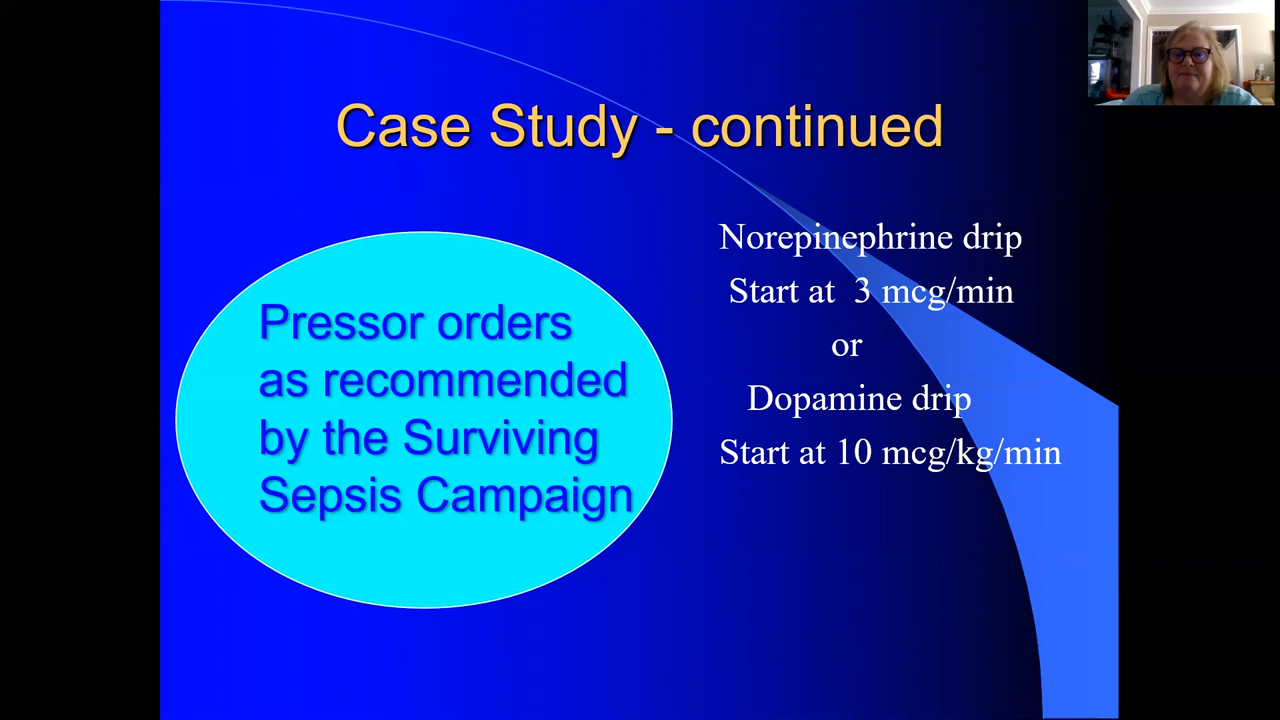 Case Study - continued
Pressor orders
as recommended
by the Surviving
Sepsis Campaign
Norepinephrine drip
Start at  3 mcg/min
or
Dopamine drip
Start at 10 mcg/kg/min